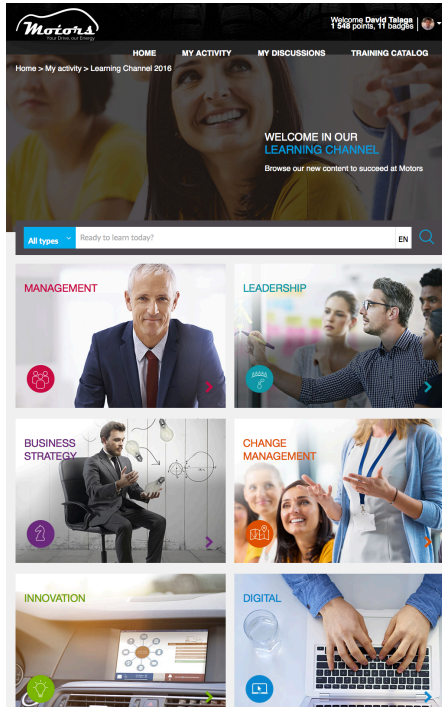 Motors
Your Drive, our Energy
Welcome David Talaga
1 548 points, 11 badges
HOME
MY ACTIVITY
MY DISCUSSIONS
TRAINING CATALOG
Home > My activity > Learning Channel 2016
WELCOME IN OUR
LEARNING CHANNEL
Browse our new content to succeed at Motors
All types
Ready to learn today?
EN
MANAGEMENT
LEADERSHIP
BUSINESS
STRATEGY
CHANGE
MANAGEMENT
INNOVATION
DIGITAL